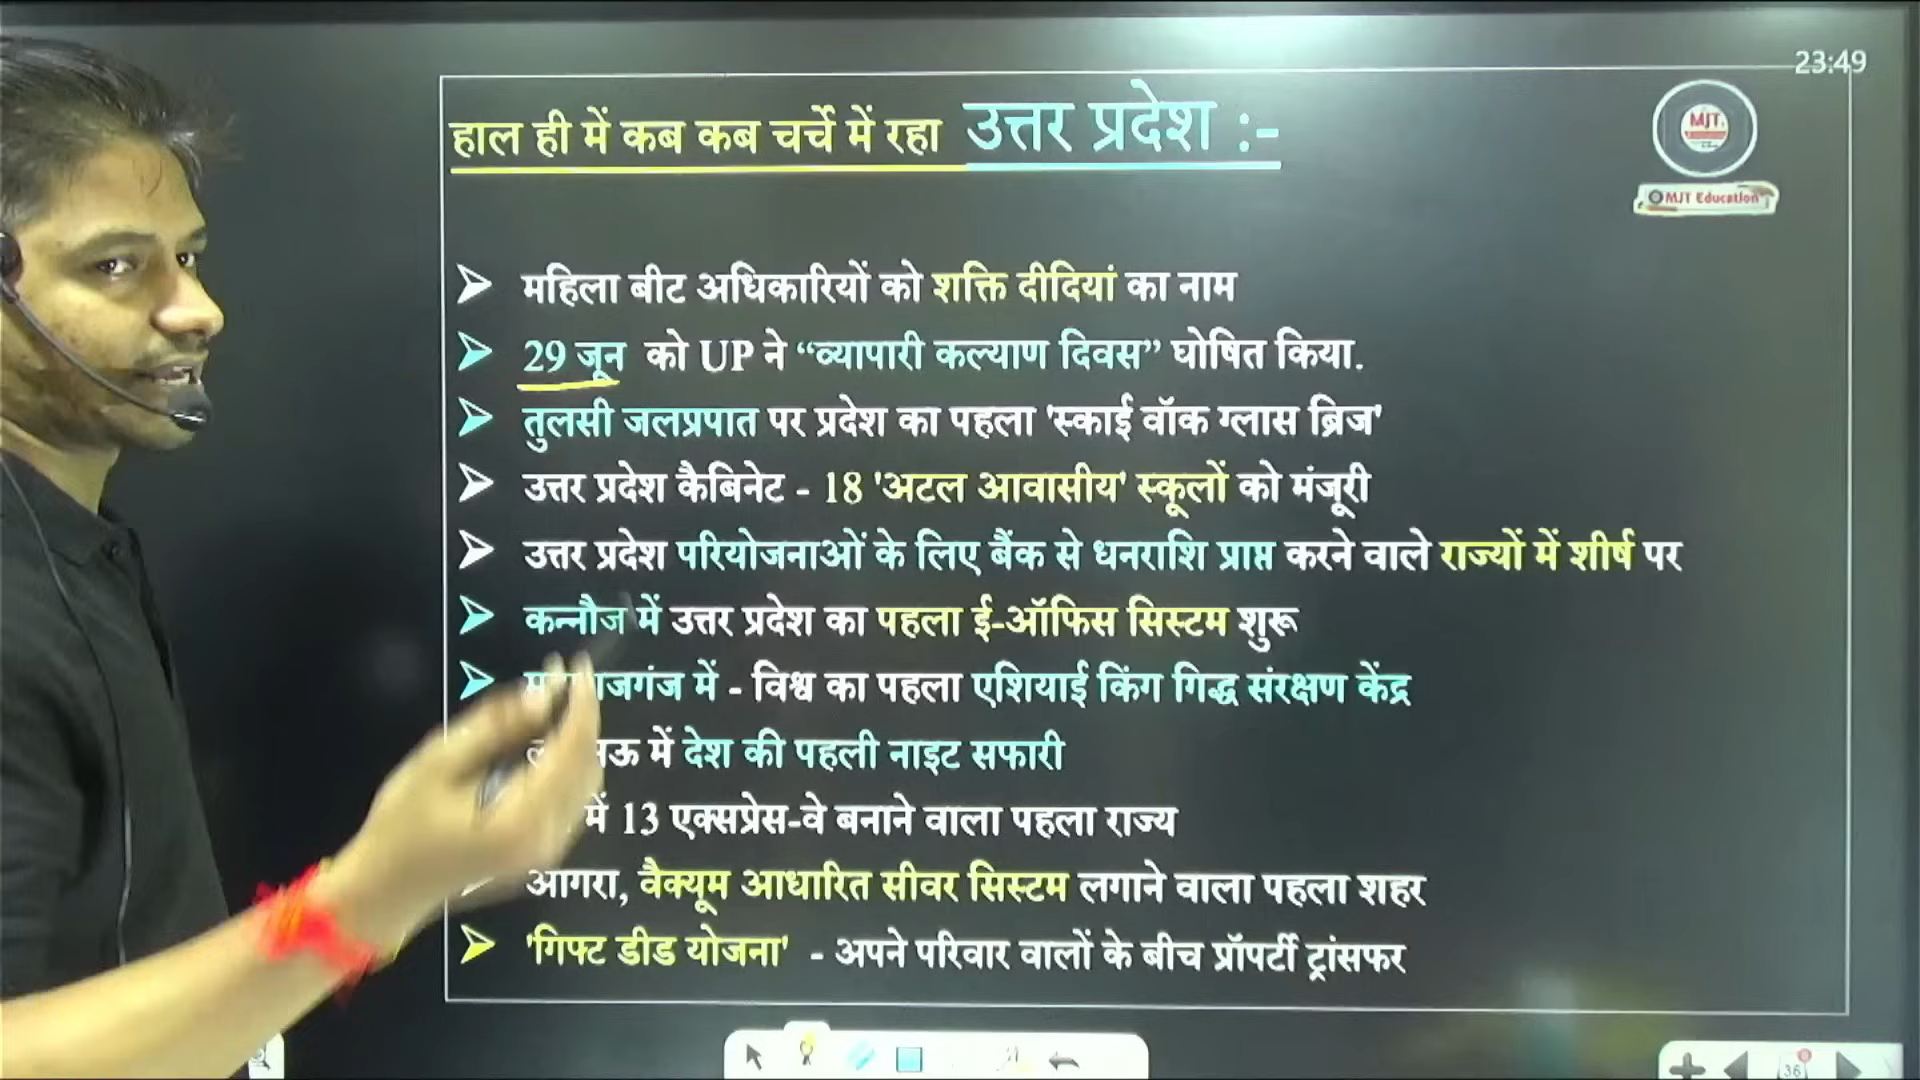 23:49
हाल ही में कब कब चर्चे में रहा उत्तर प्रदेश :-
MJT.
MJT Education
महिला बीट अधिकारियों को शक्ति दीदियां का नाम
29 जून को UP ने “व्यापारी कल्याण दिवस” घोषित किया.
तुलसी जलप्रपात पर प्रदेश का पहला 'स्काई वॉक ग्लास ब्रिज'
उत्तर प्रदेश कैबिनेट - 18 'अटल आवासीय' स्कूलों को मंजूरी
उत्तर प्रदेश परियोजनाओं के लिए बैंक से धनराशि प्राप्त करने वाले राज्यों में शीर्ष पर
कन्नौज में उत्तर प्रदेश का पहला ई-ऑफिस सिस्टम शुरू
में - विश्व का पहला एशियाई किंग गिद्ध संरक्षण केंद्र
में देश की पहली नाइट सफारी
में 13 एक्सप्रेस-वे बनाने वाला पहला राज्य
आगरा, वैक्यूम आधारित सीवर सिस्टम लगाने वाला पहला शहर
'गिफ्ट डीड योजना' - अपने परिवार वालों के बीच प्रॉपर्टी ट्रांसफर
36